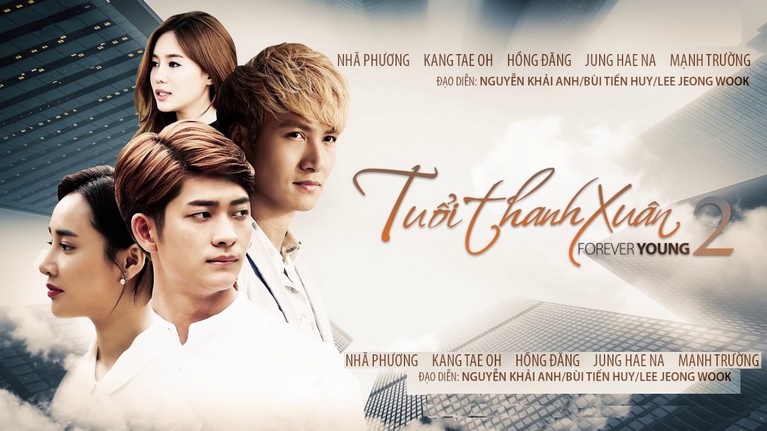 NHÃ PHƯƠNG KANG TAE OH HỒNG ĐĂNG JUNG HAE NA MẠNH TRƯỜNG
ĐẠO DIỄN: NGUYỄN KHẢI ANH/BÙI TIẾN HUY/LEE JEONG WOOK
Tuổi thanh Xuân 2
FOREVER YOUNG
NHÃ PHƯƠNG KANG TAE OH HỒNG ĐĂNG JUNG HAE NA MẠNH TRƯỜNG
ĐẠO DIỄN: NGUYỄN KHẢI ANH/BÙI TIẾN HUY/LEE JEONG WOOK